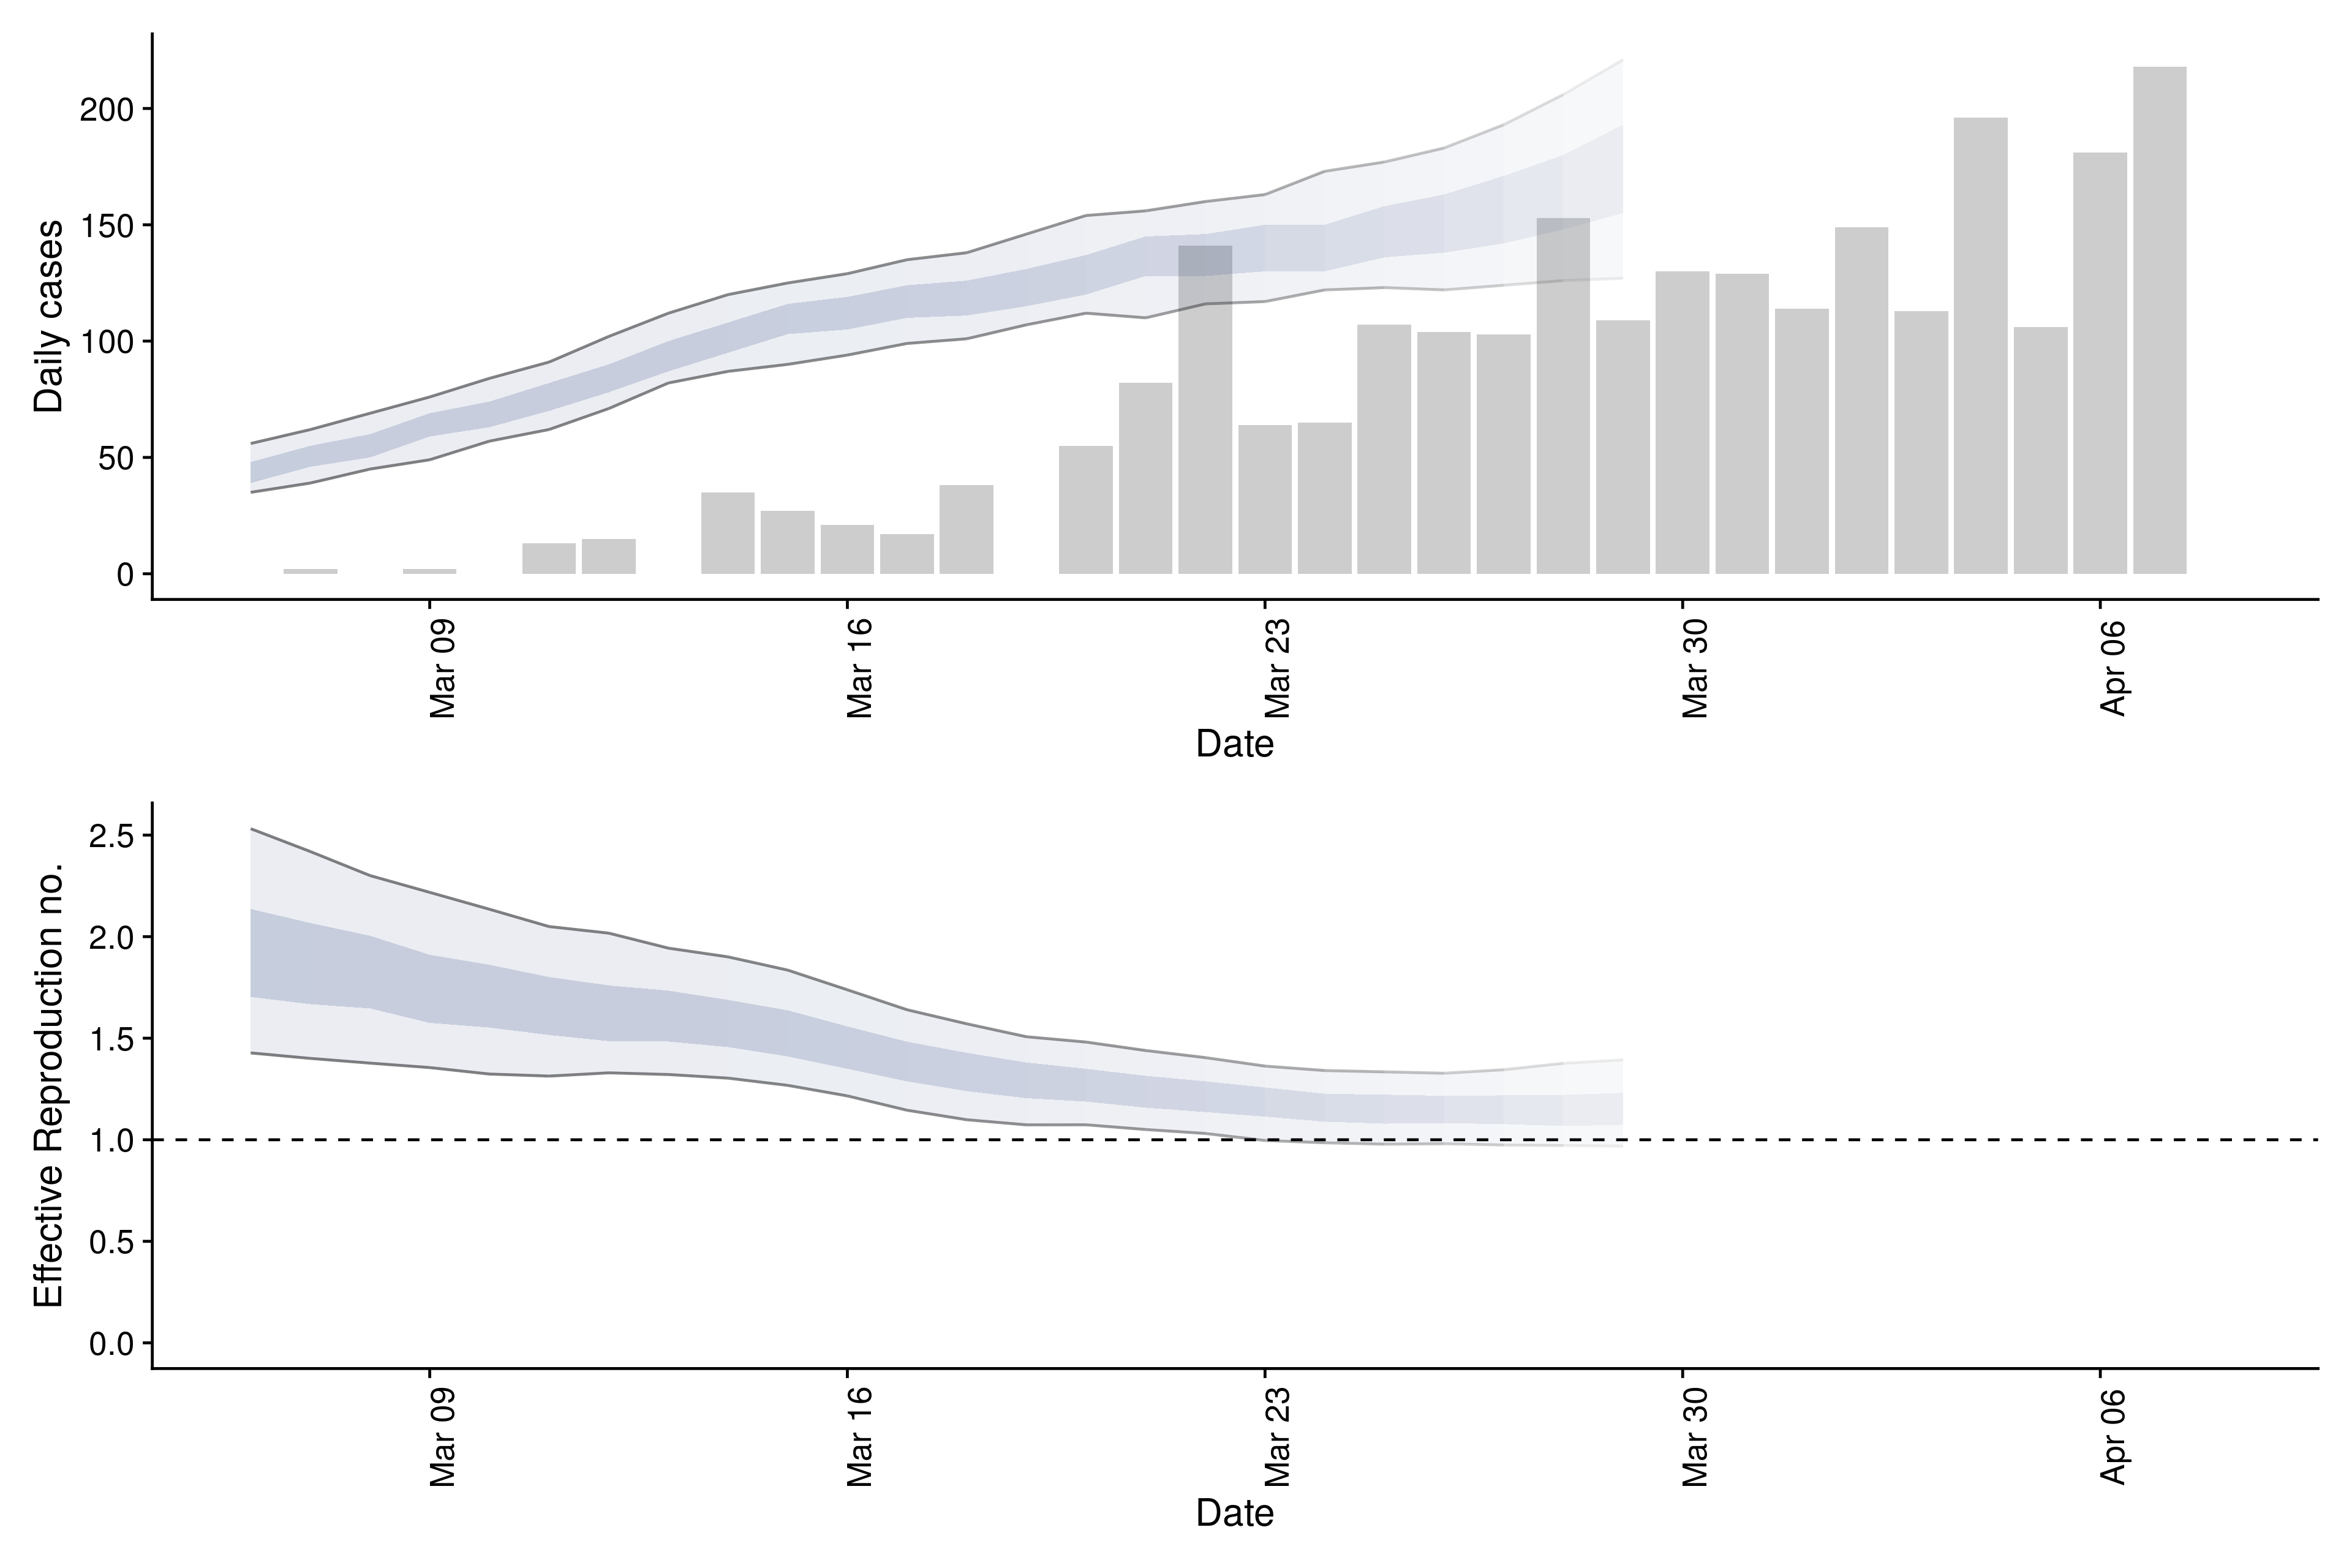 Daily cases
200
150
100
50
0
Mar 09
Mar 16
Mar 23
Mar 30
Apr 06
Date
Effective Reproduction no.
2.5
2.0
1.5
1.0
0.5
0.0
Mar 09
Mar 16
Mar 23
Mar 30
Apr 06
Date